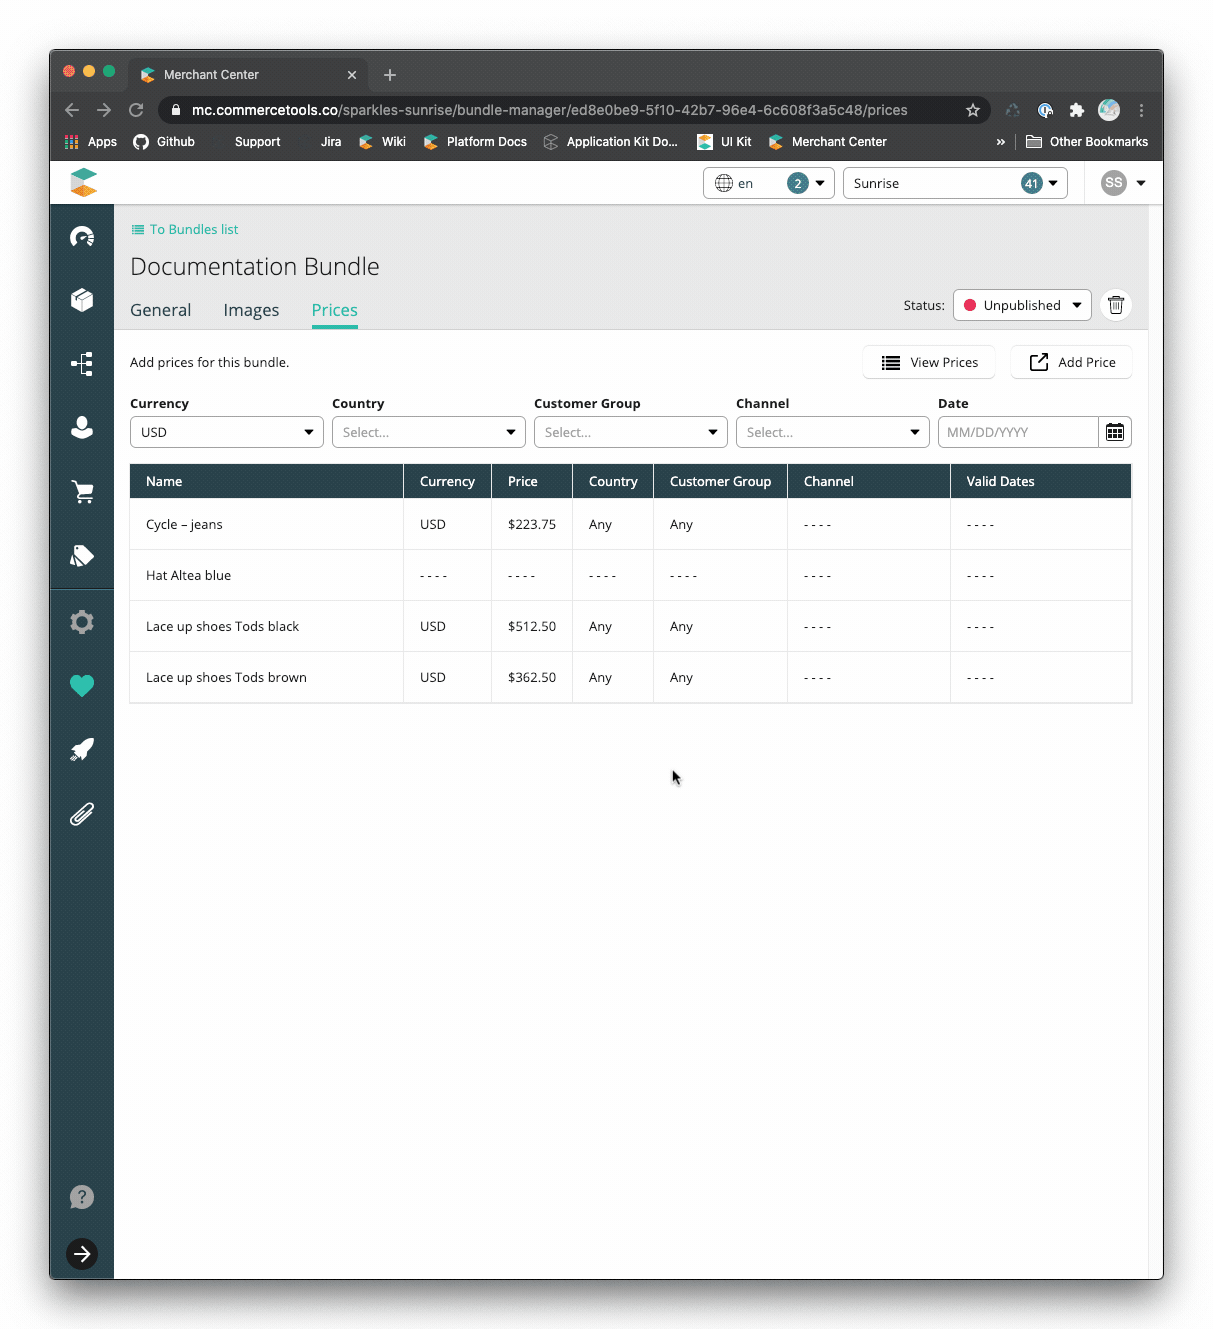 Merchant Center
mc.commercetools.co/sparkles-sunrise/bundle-manager/ed8e0be9-5f10-42b7-96e4-6c608f3a5c48/prices
Apps Github Support Jira Wiki Platform Docs Application Kit Do... UI Kit Merchant Center » Other Bookmarks
en 2 Sunrise 41 SS
To Bundles list
Documentation Bundle
General Images Prices Status: Unpublished
Add prices for this bundle. View Prices Add Price
Currency Country Customer Group Channel Date
USD Select... Select... Select... MM/DD/YYYY
Name Currency Price Country Customer Group Channel Valid Dates
Cycle – jeans USD $223.75 Any Any - - - - - - - -
Hat Altea blue - - - - - - - - - - - - - - - - - - - - - - - -
Lace up shoes Tods black USD $512.50 Any Any - - - - - - - -
Lace up shoes Tods brown USD $362.50 Any Any - - - - - - - -
?